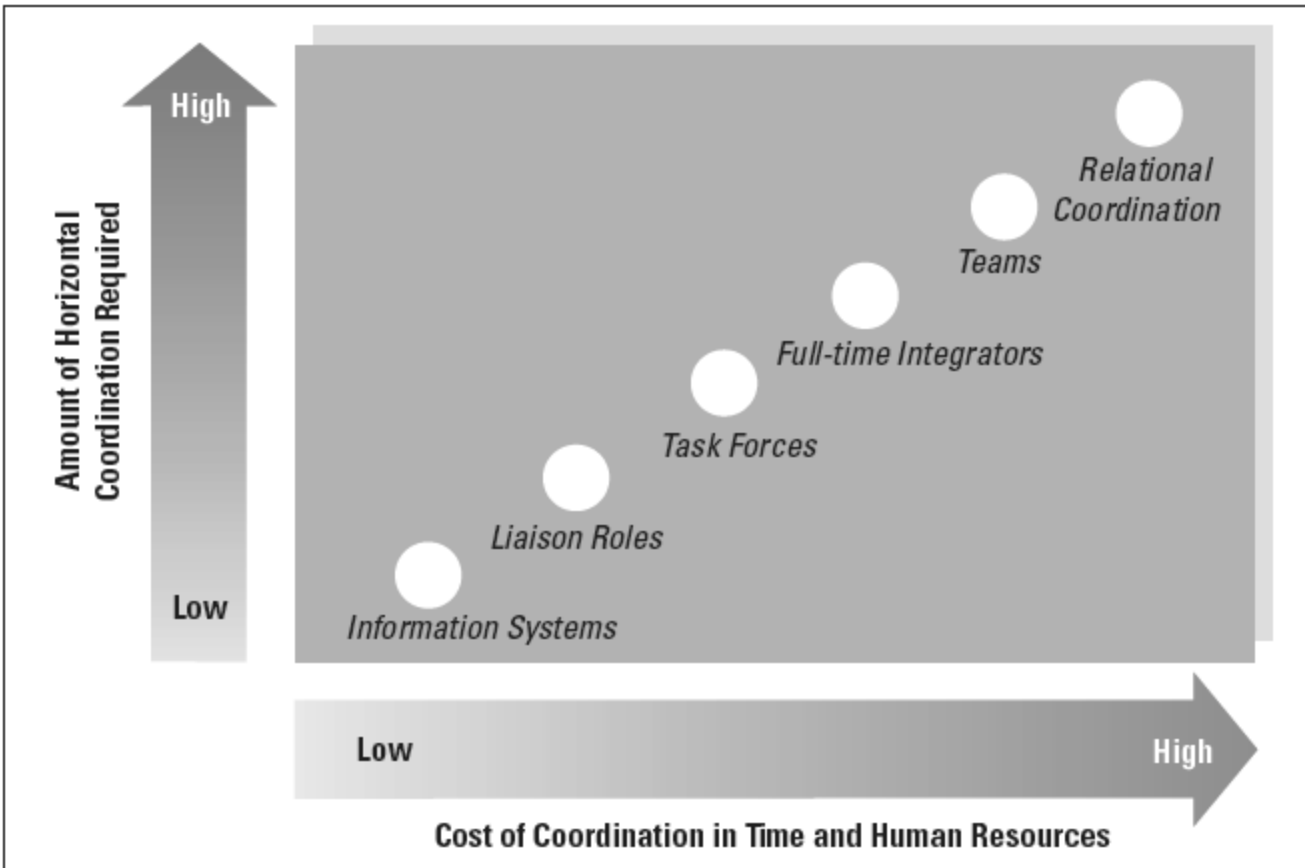 High
Amount of Horizontal
Coordination Required
Low
Relational
Coordination
Teams
Full-time Integrators
Task Forces
Liaison Roles
Information Systems
Low
High
Cost of Coordination in Time and Human Resources